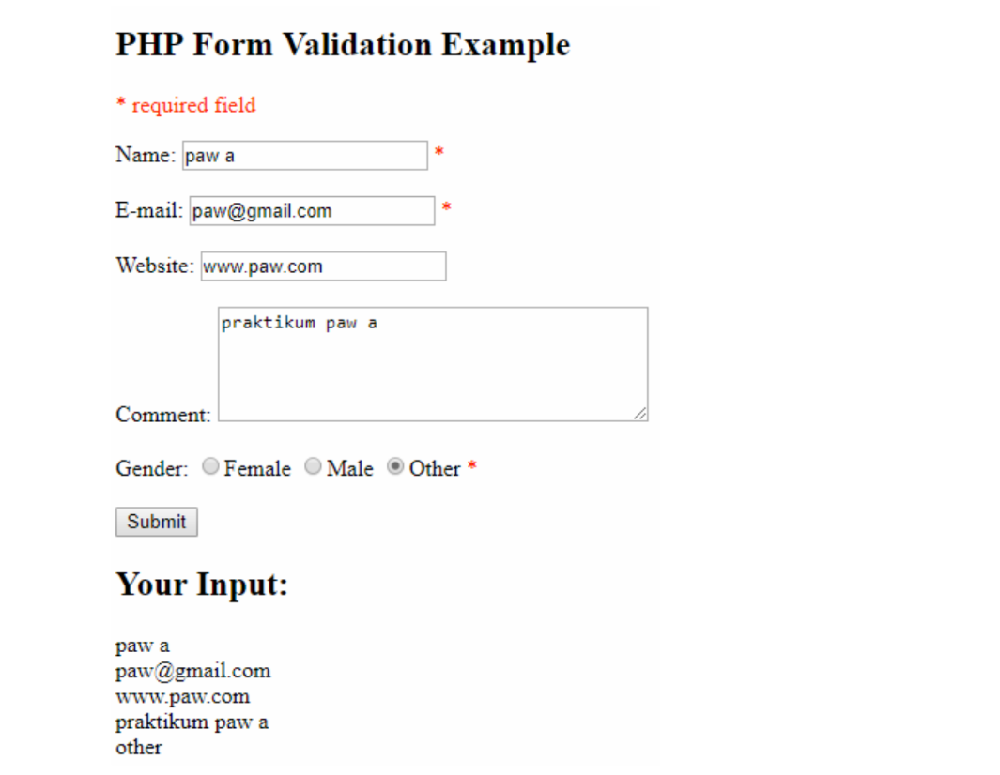 PHP Form Validation Example
* required field
Name: paw a *
E-mail: paw@gmail.com *
Website: www.paw.com
praktikum paw a
Comment:
Gender: Female Male Other *
Submit
Your Input:
paw a
paw@gmail.com
www.paw.com
praktikum paw a
other